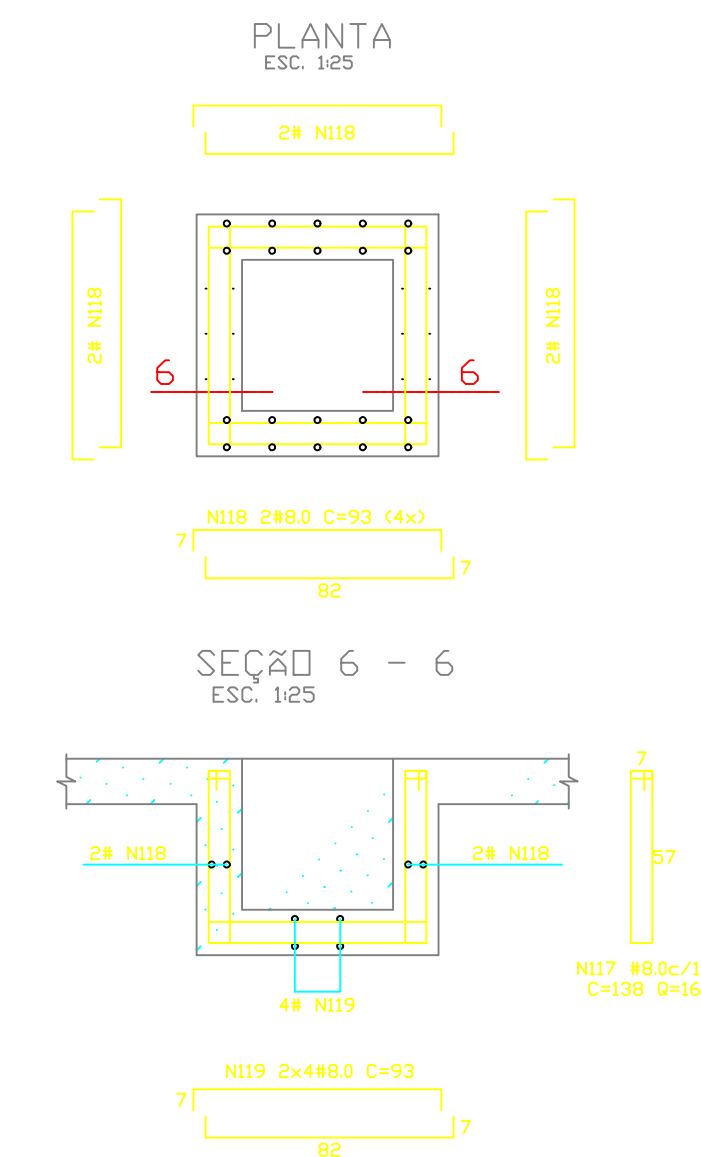 PLANTA
ESC. 1:25
2# N118
2# N118
2# N118
6
6
N118 2#8.0 C=93 (4x)
7
7
82
SEÇÃO 6 - 6
ESC. 1:25
7
2# N118
2# N118
57
N117 #8.0c/1
C=138 Q=16
4# N119
N119 2x4#8.0 C=93
7
7
82